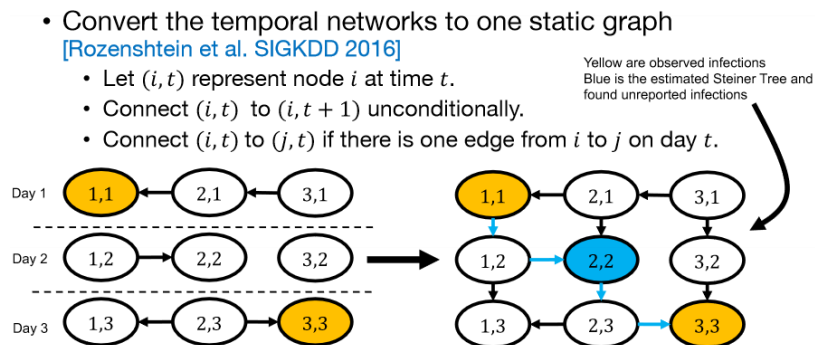 • Convert the temporal networks to one static graph
[Rozenshtein et al. SIGKDD 2016]
• Let (i, t) represent node i at time t.
• Connect (i, t) to (i, t + 1) unconditionally.
• Connect (i, t) to (j, t) if there is one edge from i to j on day t.
Yellow are observed infections
Blue is the estimated Steiner Tree and
found unreported infections
Day 1
1,1
2,1
3,1
Day 2
1,2
2,2
3,2
Day 3
1,3
2,3
3,3
1,1
2,1
3,1
1,2
2,2
3,2
1,3
2,3
3,3